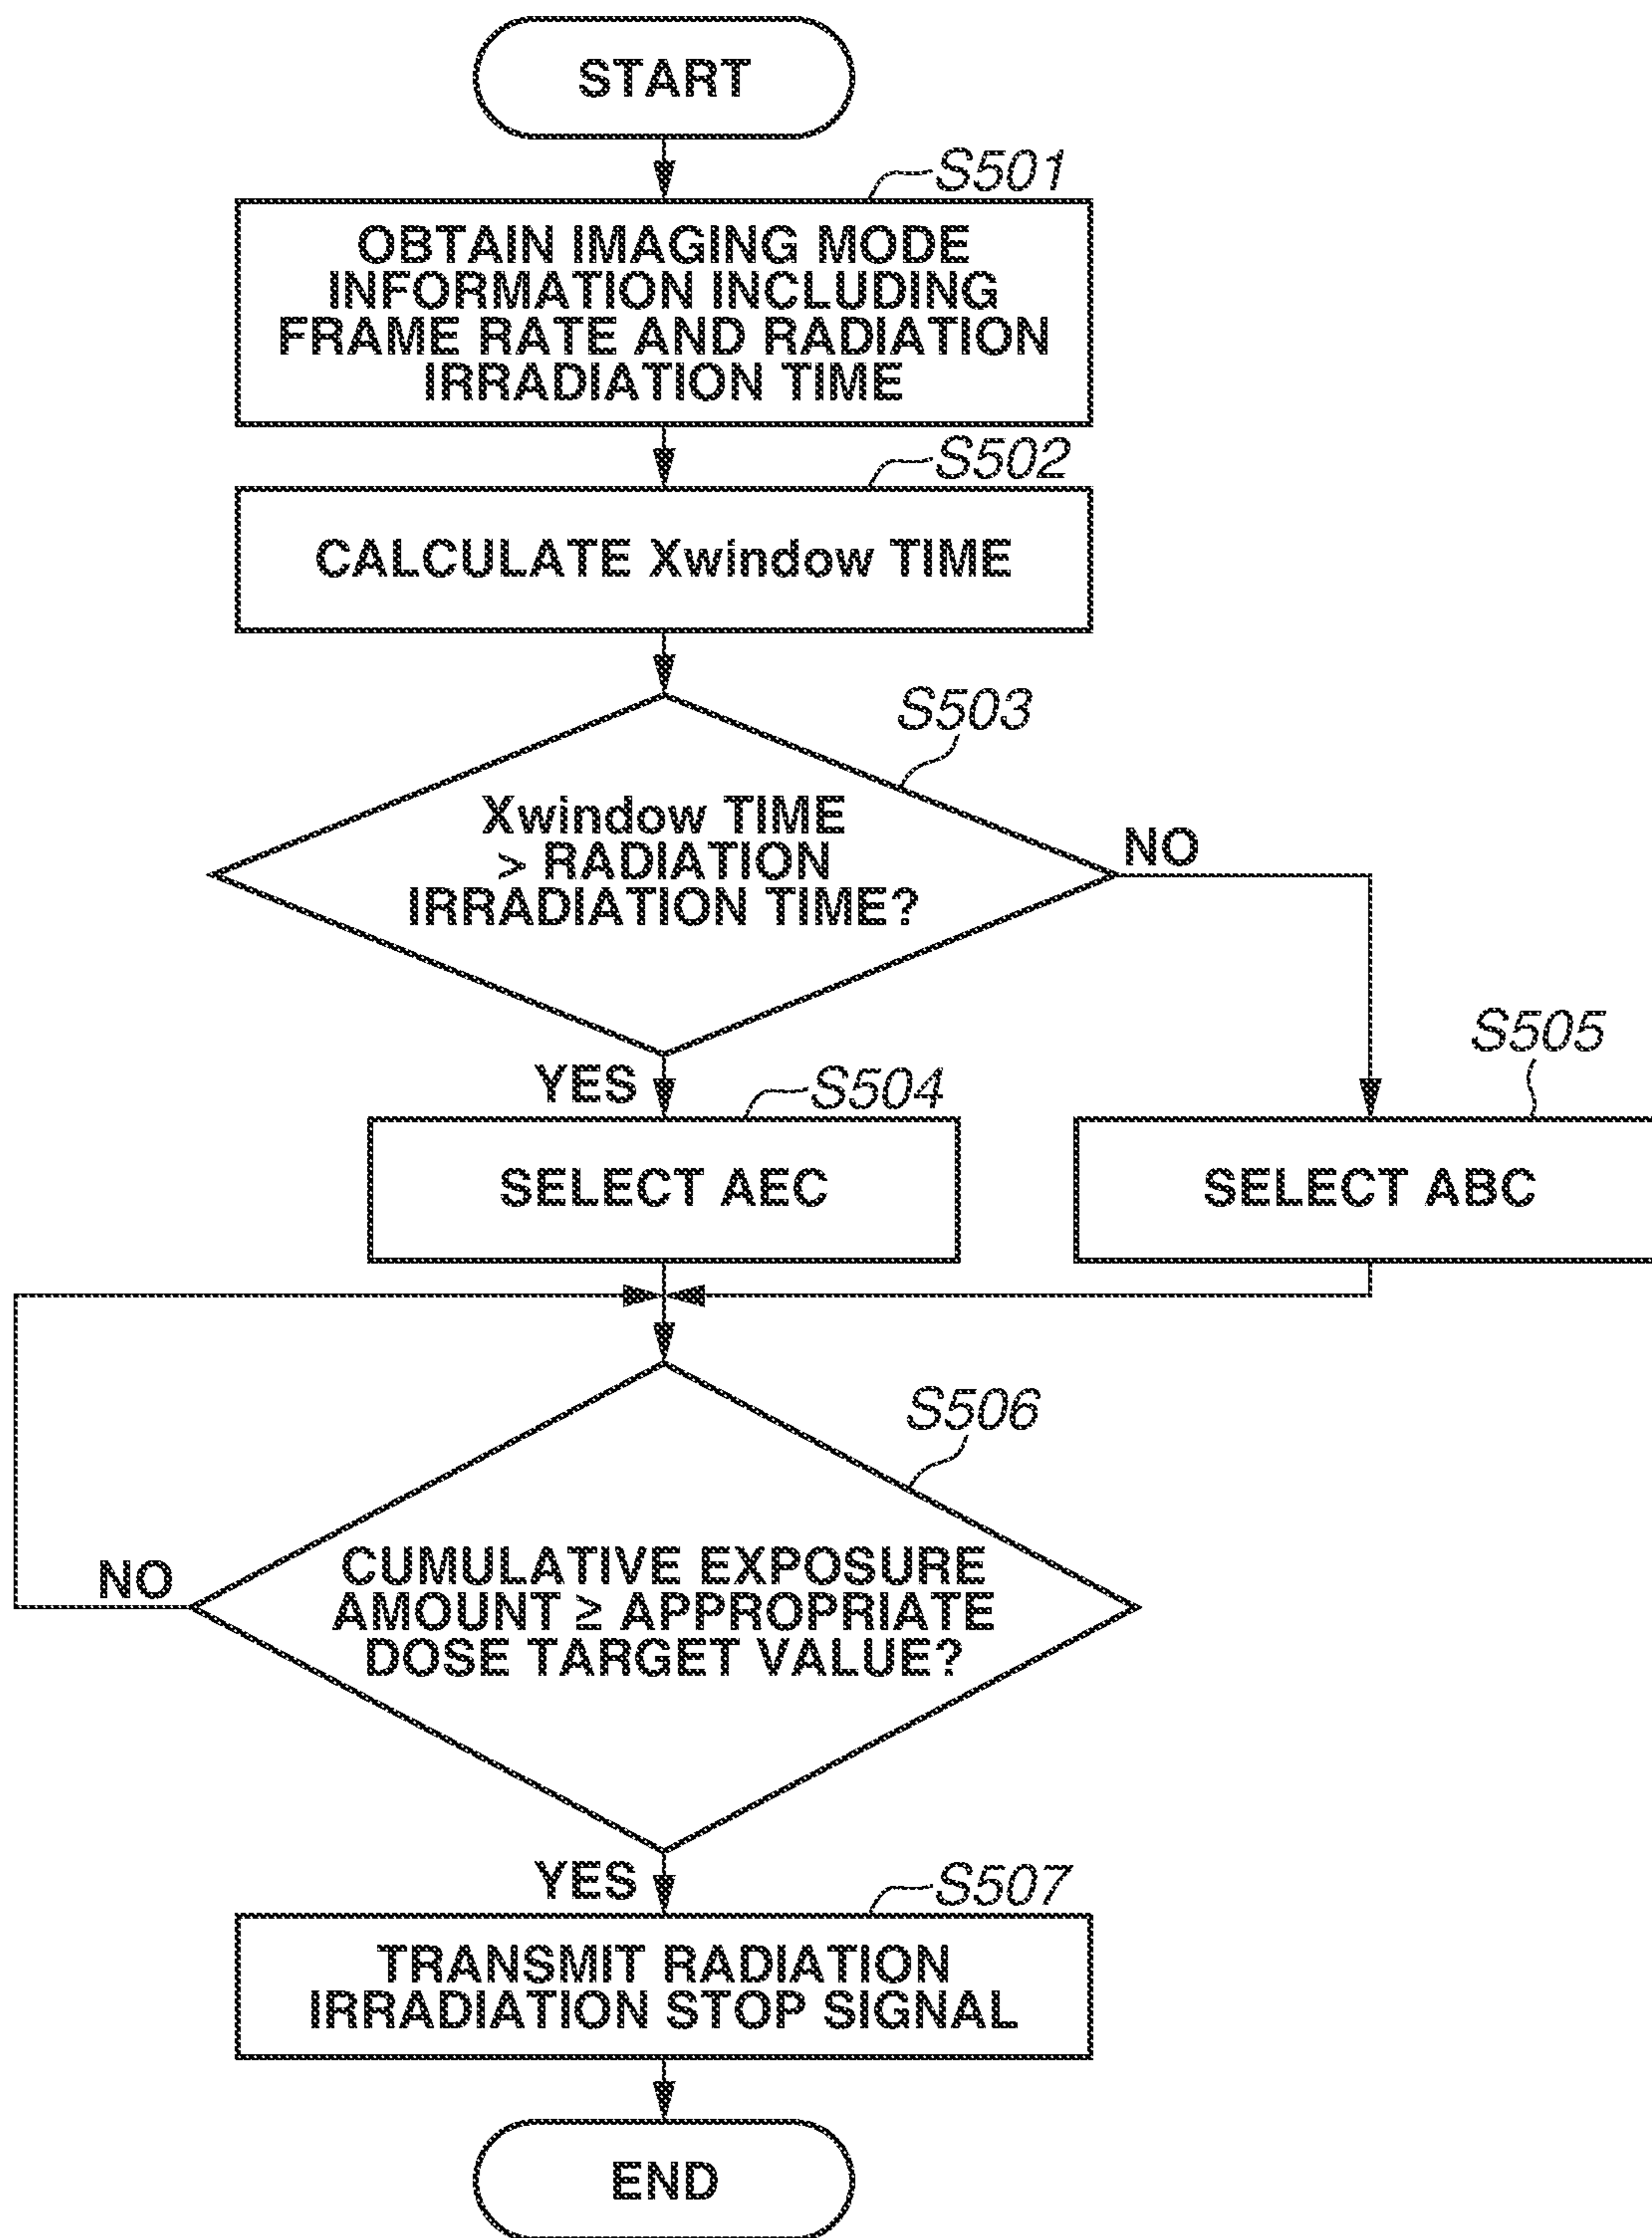 START
S501
OBTAIN IMAGING MODE
INFORMATION INCLUDING
FRAME RATE AND RADIATION
IRRADIATION TIME
S502
CALCULATE Xwindow TIME
S503
Xwindow TIME
> RADIATION
IRRADIATION TIME?
NO
YES
S504
SELECT AEC
S505
SELECT ABC
S506
CUMULATIVE EXPOSURE
AMOUNT ≥ APPROPRIATE
DOSE TARGET VALUE?
NO
YES
S507
TRANSMIT RADIATION
IRRADIATION STOP SIGNAL
END